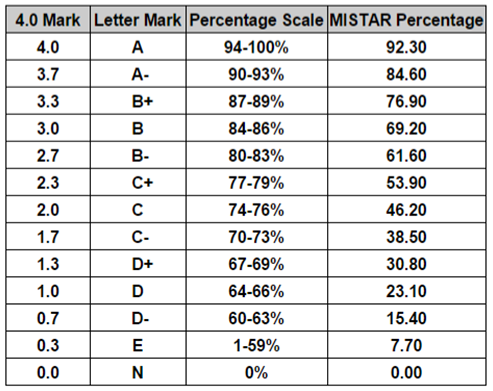 4.0 Mark Letter Mark Percentage Scale MISTAR Percentage
4.0 A 94-100% 92.30
3.7 A- 90-93% 84.60
3.3 B+ 87-89% 76.90
3.0 B 84-86% 69.20
2.7 B- 80-83% 61.60
2.3 C+ 77-79% 53.90
2.0 C 74-76% 46.20
1.7 C- 70-73% 38.50
1.3 D+ 67-69% 30.80
1.0 D 64-66% 23.10
0.7 D- 60-63% 15.40
0.3 E 1-59% 7.70
0.0 N 0% 0.00